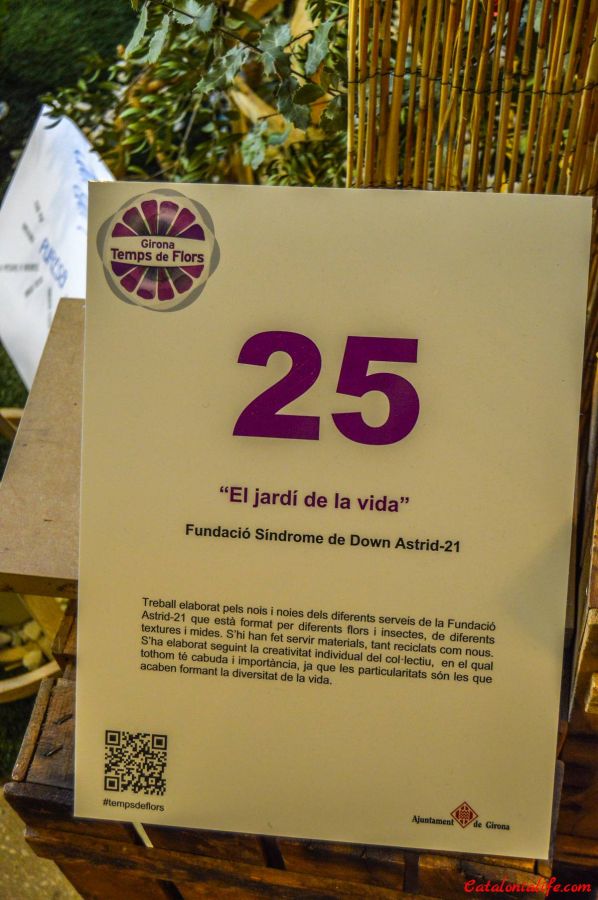 Girona
Temps de Flors
25
“El jardí de la vida”
Fundació Síndrome de Down Astrid-21
Treball elaborat pels nois i noies dels diferents serveis de la Fundació
Astrid-21 que està format per diferents flors i insectes, de diferents
textures i mides. S’hi han fet servir materials, tant reciclats com nous.
S’ha elaborat seguint la creativitat individual del col·lectiu, en el qual
tothom té cabuda i importància, ja que les particularitats són les que
acaben formant la diversitat de la vida.
#tempsdeflors
Ajuntament de Girona
Catalonialife.com